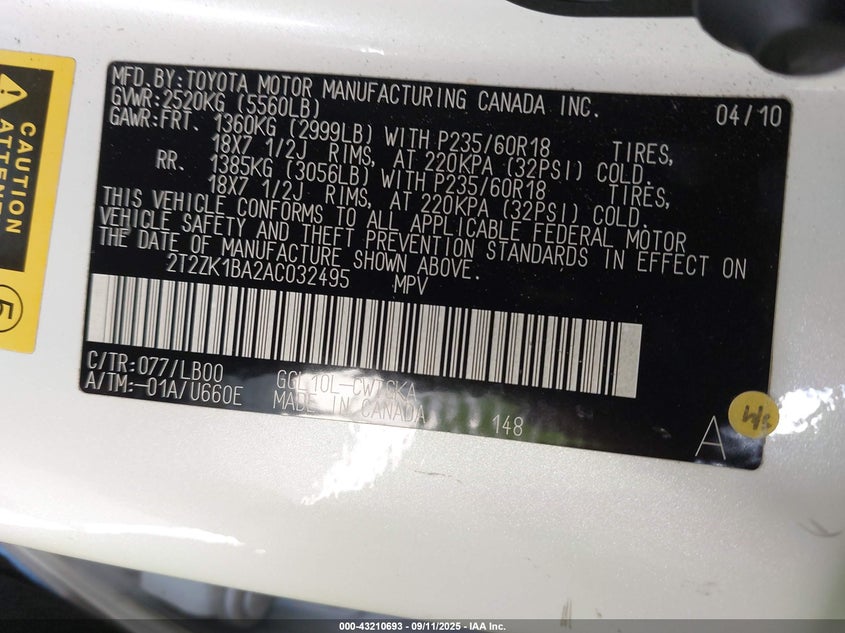 CAUTION
ATTENTION
MFD. BY: TOYOTA MOTOR MANUFACTURING CANADA INC. 04/10
GVWR: 2520KG (5560LB)
GAWR: FRT. 1360KG (2999LB) WITH P235/60R18 TIRES,
18X7 1/2J RIMS, AT 220KPA (32PSI) COLD.
RR. 1385KG (3056LB) WITH P235/60R18 TIRES,
18X7 1/2J RIMS, AT 220KPA (32PSI) COLD.
THIS VEHICLE CONFORMS TO ALL APPLICABLE FEDERAL MOTOR
VEHICLE SAFETY AND THEFT PREVENTION STANDARDS IN EFFECT ON
THE DATE OF MANUFACTURE SHOWN ABOVE.
2T2ZK1BA2AC032495 MPV
C/TR: 077/LB00
A/TM: -01A/U660E
MADE IN CANADA
148
A
000-43210693 - 09/11/2025 - IAA Inc.